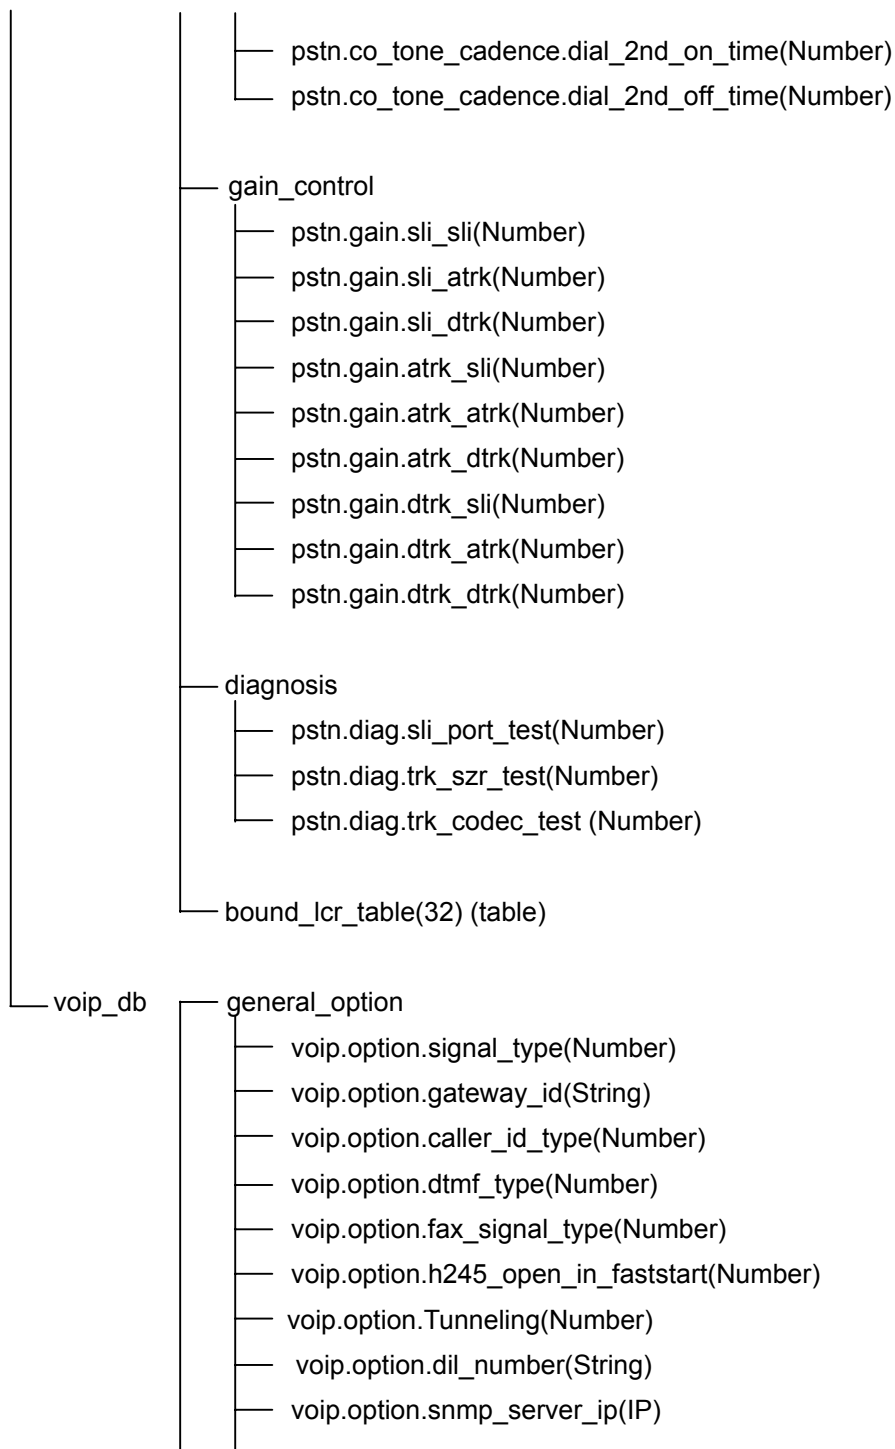 pstn.co_tone_cadence.dial_2nd_on_time(Number)
pstn.co_tone_cadence.dial_2nd_off_time(Number)
gain_control
pstn.gain.sli_sli(Number)
pstn.gain.sli_atrk(Number)
pstn.gain.sli_dtrk(Number)
pstn.gain.atrk_sli(Number)
pstn.gain.atrk_atrk(Number)
pstn.gain.atrk_dtrk(Number)
pstn.gain.dtrk_sli(Number)
pstn.gain.dtrk_atrk(Number)
pstn.gain.dtrk_dtrk(Number)
diagnosis
pstn.diag.sli_port_test(Number)
pstn.diag.trk_szr_test(Number)
pstn.diag.trk_codec_test (Number)
bound_lcr_table(32) (table)
voip_db general_option
voip.option.signal_type(Number)
voip.option.gateway_id(String)
voip.option.caller_id_type(Number)
voip.option.dtmf_type(Number)
voip.option.fax_signal_type(Number)
voip.option.h245_open_in_faststart(Number)
voip.option.Tunneling(Number)
voip.option.dil_number(String)
voip.option.snmp_server_ip(IP)